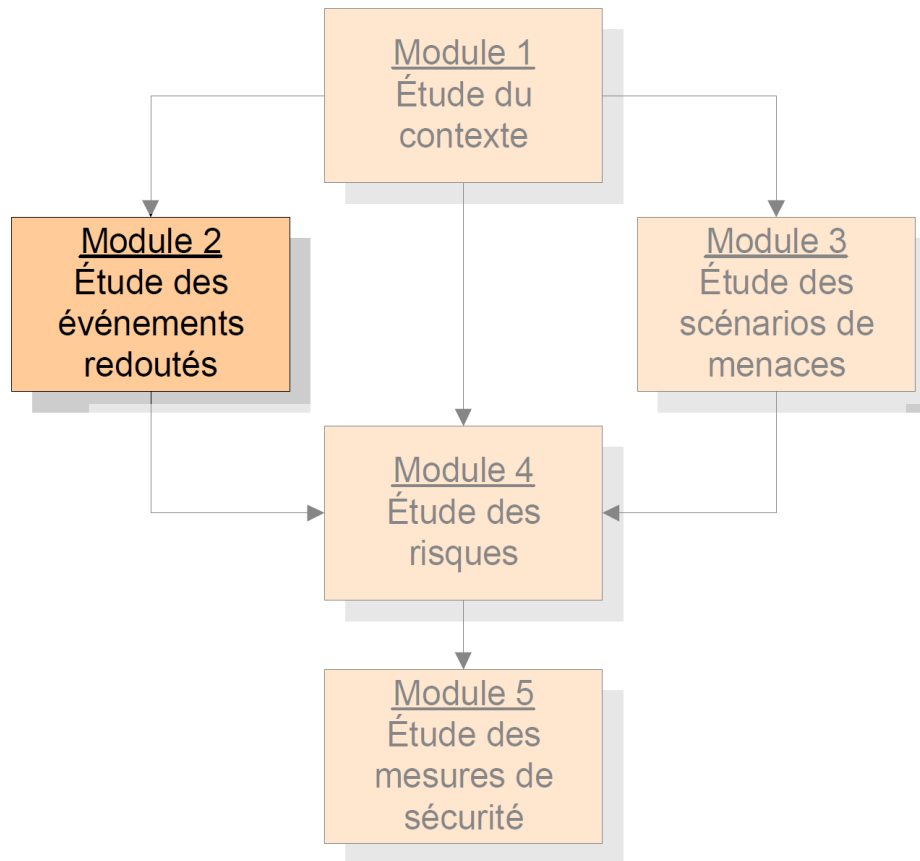 Module 1
Étude du
contexte
Module 2
Étude des
événements
redoutés
Module 3
Étude des
scénarios de
menaces
Module 4
Étude des
risques
Module 5
Étude des
mesures de
sécurité